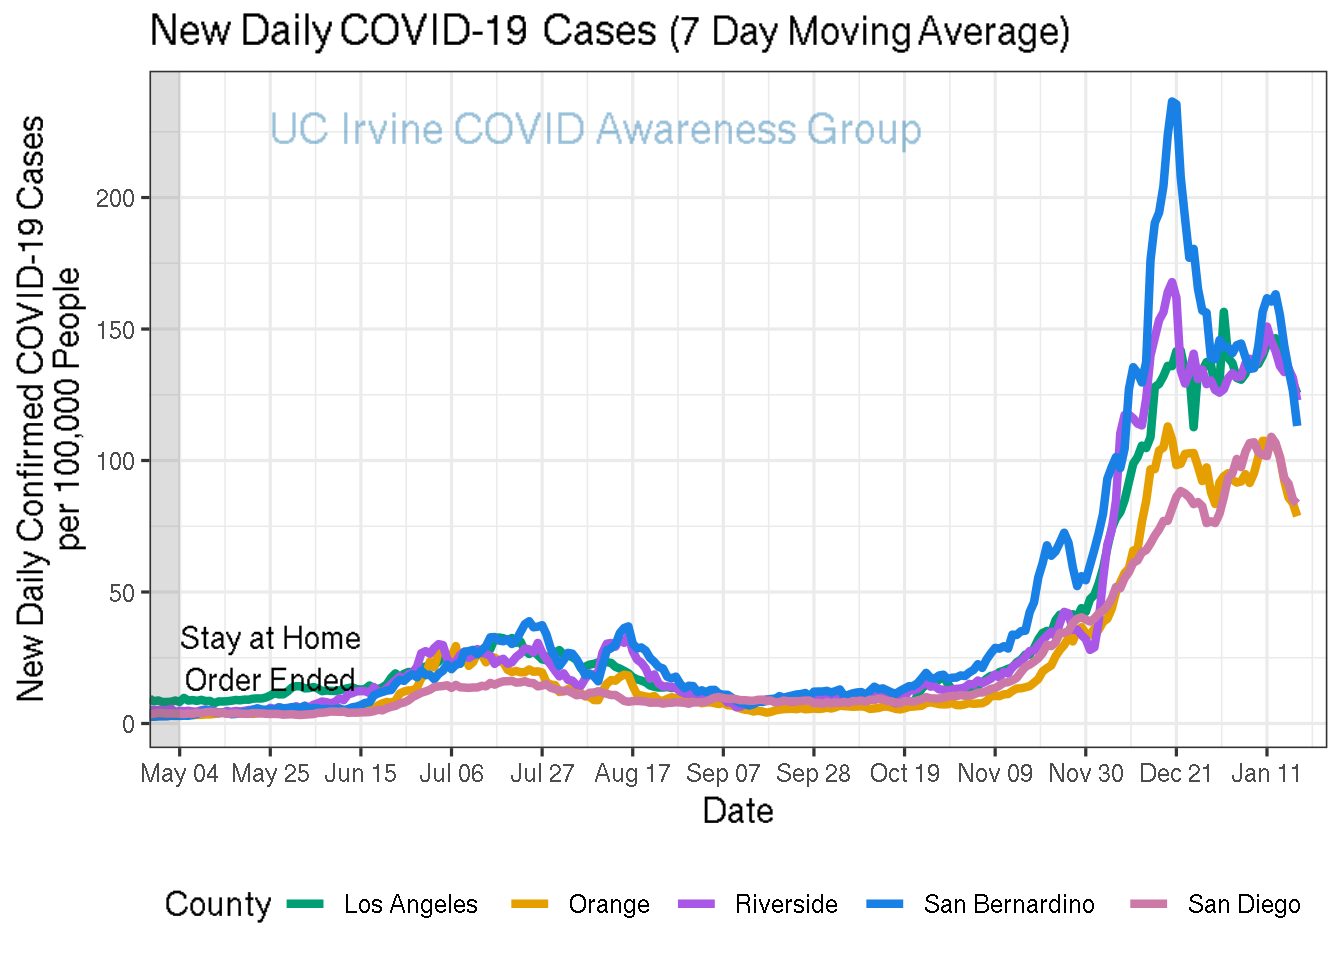 New Daily COVID-19 Cases (7 Day Moving Average)
UC Irvine COVID Awareness Group
New Daily Confirmed COVID-19 Cases
per 100,000 People
200
150
100
50
0
Stay at Home
Order Ended
May 04 May 25 Jun 15 Jul 06 Jul 27 Aug 17 Sep 07 Sep 28 Oct 19 Nov 09 Nov 30 Dec 21 Jan 11
Date
County Los Angeles Orange Riverside San Bernardino San Diego